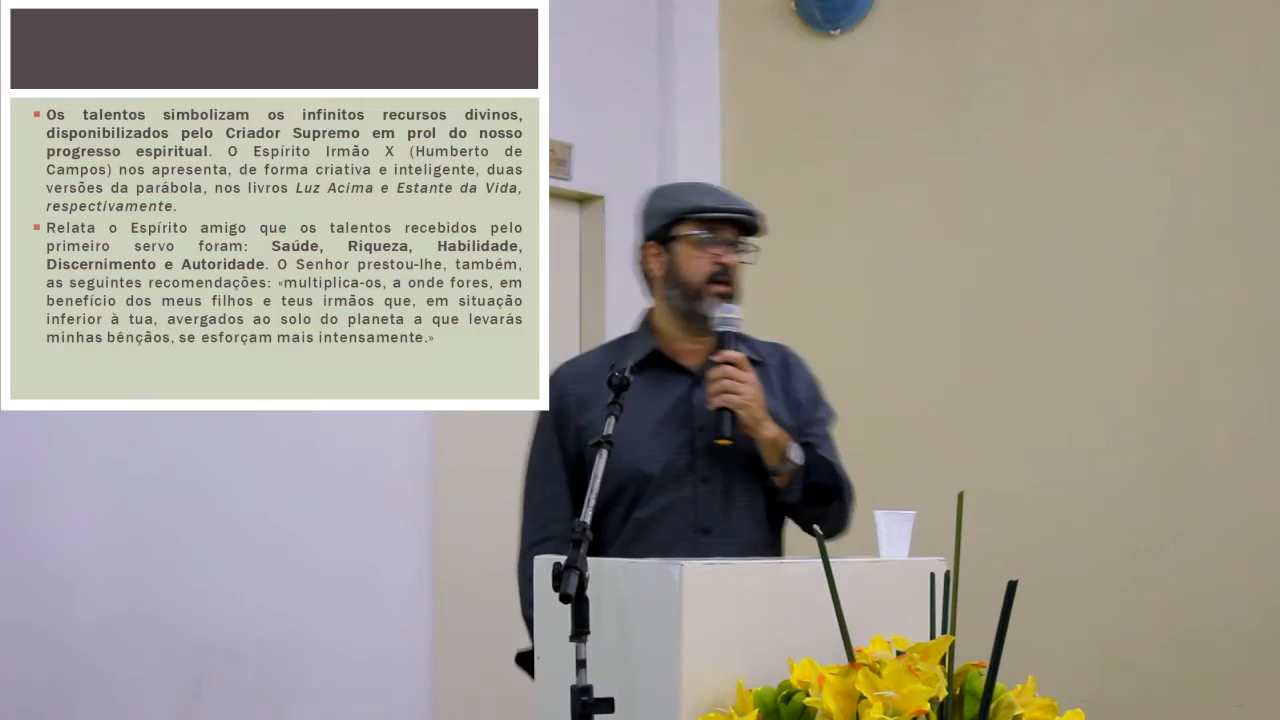 Os talentos simbolizam os infinitos recursos divinos,
disponibilizados pelo Criador Supremo em prol do nosso
progresso espiritual. O Espírito Irmão X (Humberto de
Campos) nos apresenta, de forma criativa e inteligente, duas
versões da parábola, nos livros Luz Acima e Estante da Vida,
respectivamente.
Relata o Espírito amigo que os talentos recebidos pelo
primeiro servo foram: Saúde, Riqueza, Habilidade,
Discernimento e Autoridade. O Senhor prestou-lhe, também,
as seguintes recomendações: «multiplica-os, a onde fores, em
benefício dos meus filhos e teus irmãos que, em situação
inferior à tua, avergados ao solo do planeta a que levarás
minhas bênçãos, se esforçam mais intensamente.»